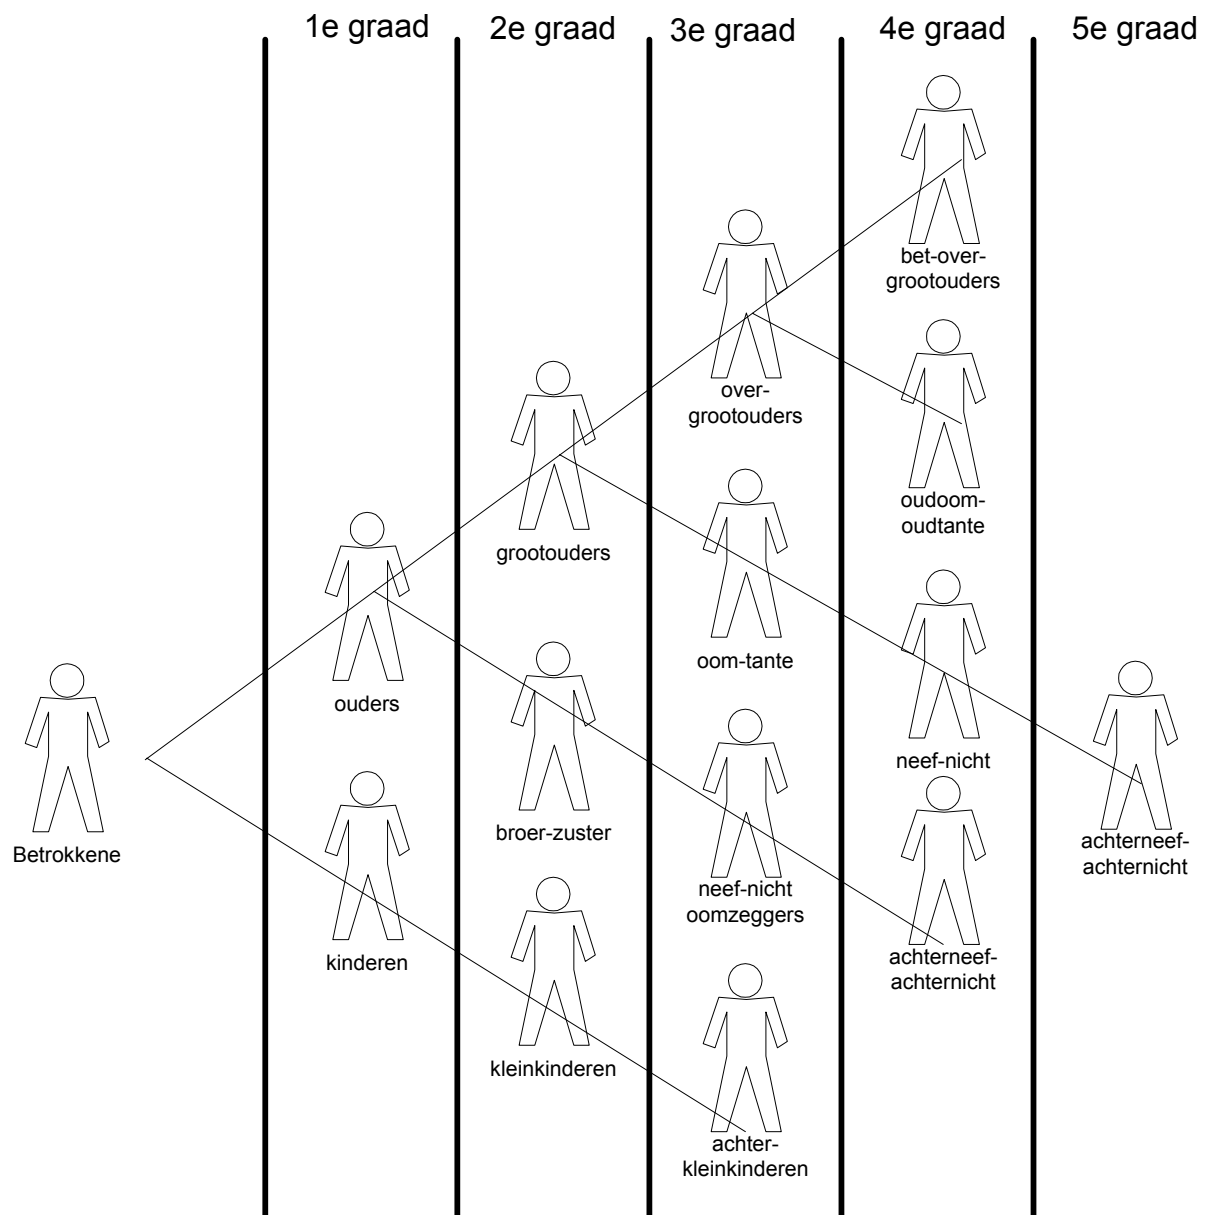 1e graad
2e graad
3e graad
4e graad
5e graad
bet-over-
grootouders
over-
grootouders
oudoom-
oudtante
grootouders
oom-tante
ouders
neef-nicht
broer-zuster
achterneef-
achternicht
Betrokkene
neef-nicht
oomzeggers
kinderen
achterneef-
achternicht
kleinkinderen
achter-
kleinkinderen